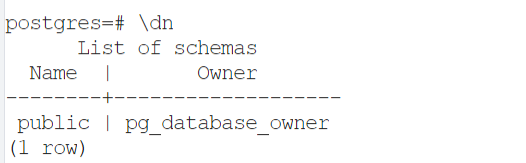 postgres=# \dn
List of schemas
Name | Owner
--------+-------------------
public | pg_database_owner
(1 row)